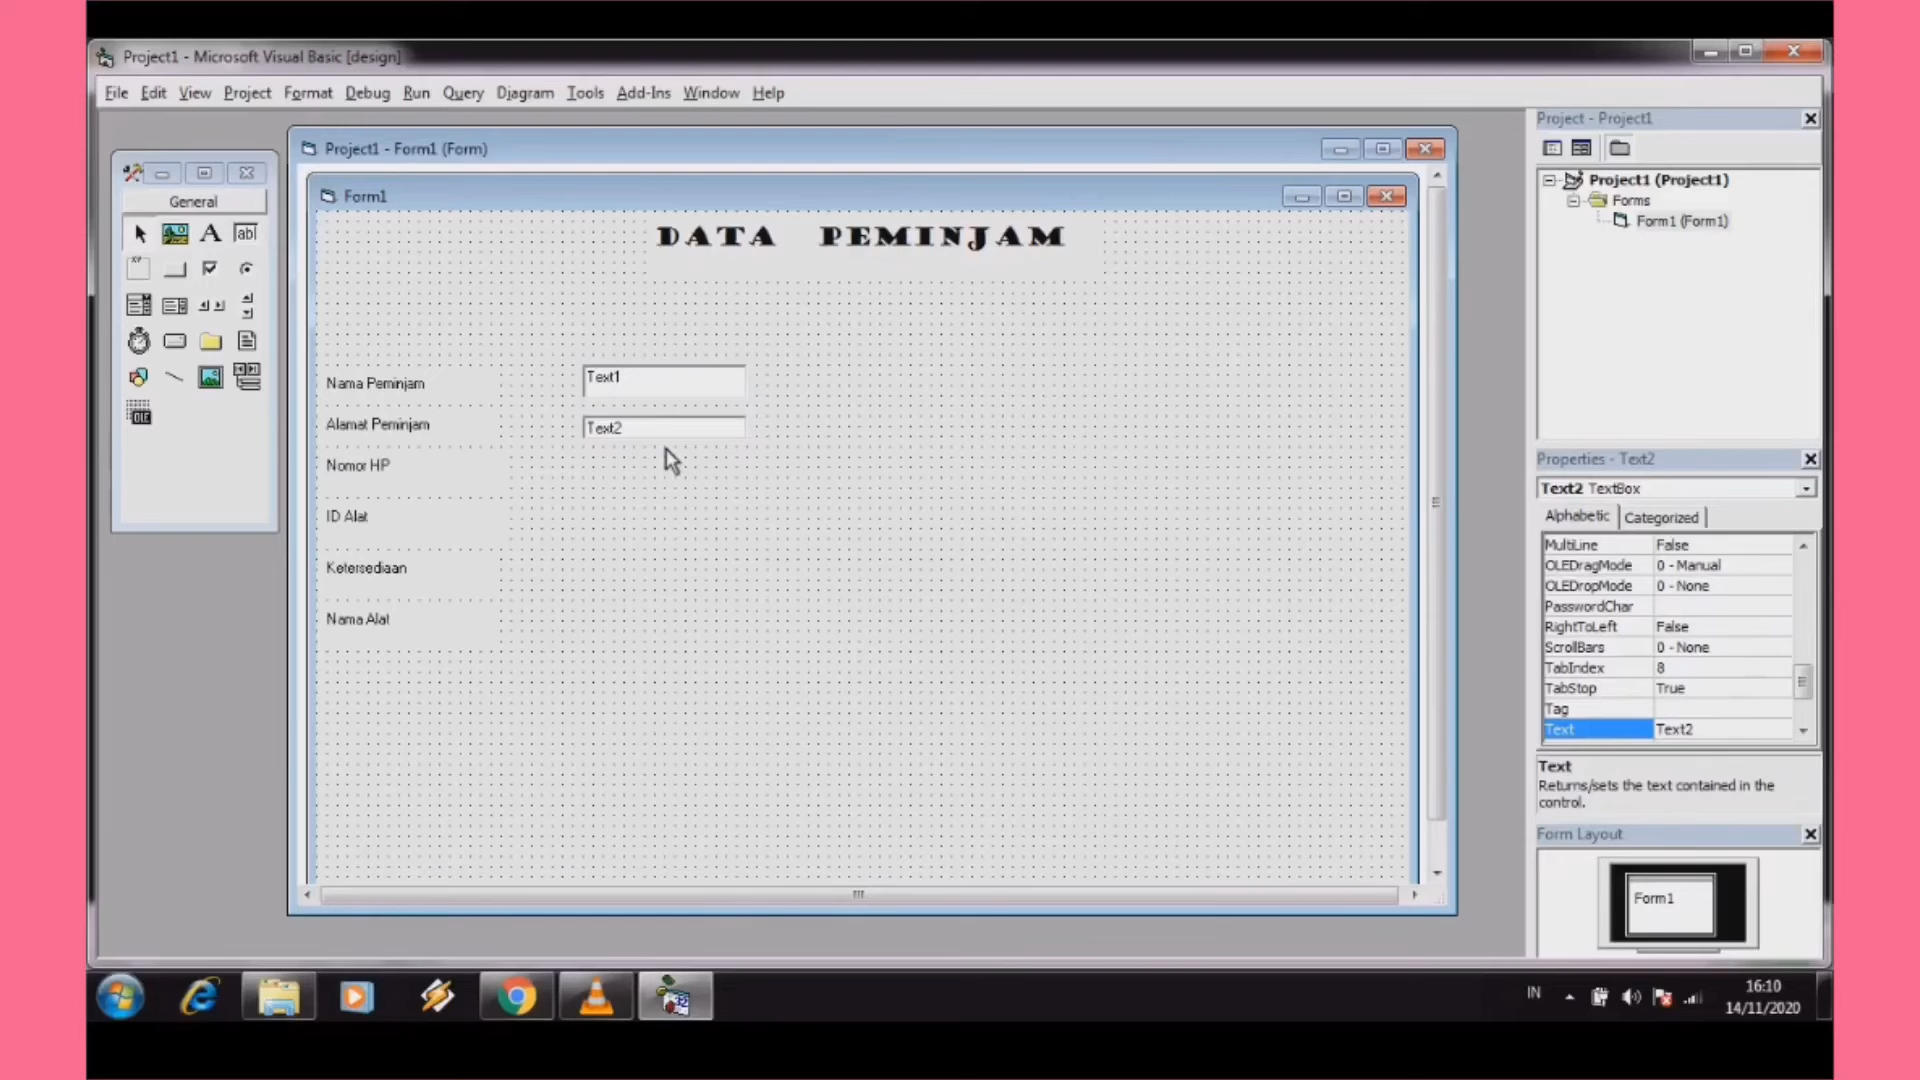 Project1 - Microsoft Visual Basic [design]
File Edit View Project Format Debug Run Query Diagram Tools Add-Ins Window Help
General
Project1 - Form1 (Form)
Form1
DATA PEMINJAM
Nama Peminjam
Text1
Alamat Peminjam
Text2
Nomor HP
ID Alat
Ketersediaan
Nama Alat
Project - Project1
Project1 (Project1)
Forms
Form1 (Form1)
Properties - Text2
Text2 TextBox
Alphabetic Categorized
MultiLine False
OLEDragMode 0 - Manual
OLEDropMode 0 - None
PasswordChar
RightToLeft False
ScrollBars 0 - None
TabIndex 8
TabStop True
Tag
Text Text2
Text
Returns/sets the text contained in the
control.
Form Layout
Form1
IN
16:10
14/11/2020